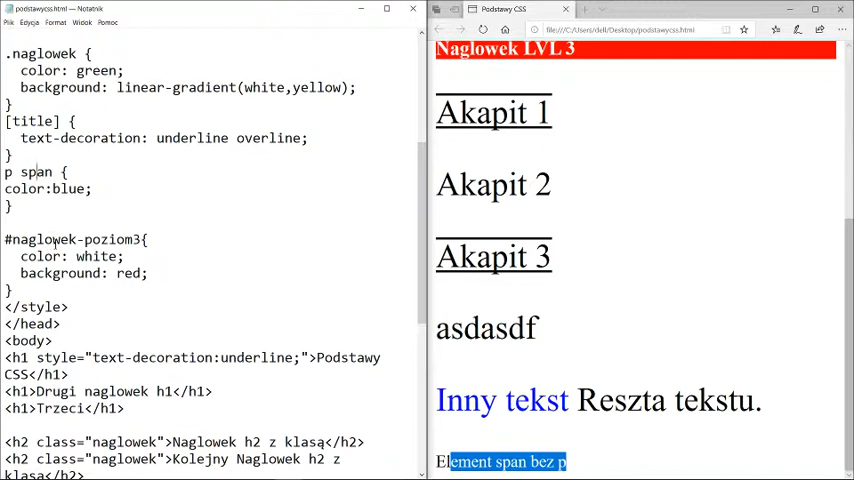 podstawycss.html — Notatnik
Plik Edycja Format Widok Pomoc
.naglowek {
color: green;
background: linear-gradient(white,yellow);
}
[title] {
text-decoration: underline overline;
}
p span {
color:blue;
}
#naglowek-poziom3{
color: white;
background: red;
}
</style>
</head>
<body>
<h1 style="text-decoration:underline;">Podstawy
CSS</h1>
<h1>Drugi naglowek h1</h1>
<h1>Trzeci</h1>
<h2 class="naglowek">Naglowek h2 z klasą</h2>
<h2 class="naglowek">Kolejny Naglowek h2 z
klasą</h2>
Podstawy CSS
file:///C:/Users/dell/Desktop/podstawycss.html
Naglowek LVL 3
Akapit 1
Akapit 2
Akapit 3
asdasdf
Inny tekst Reszta tekstu.
Element span bez p